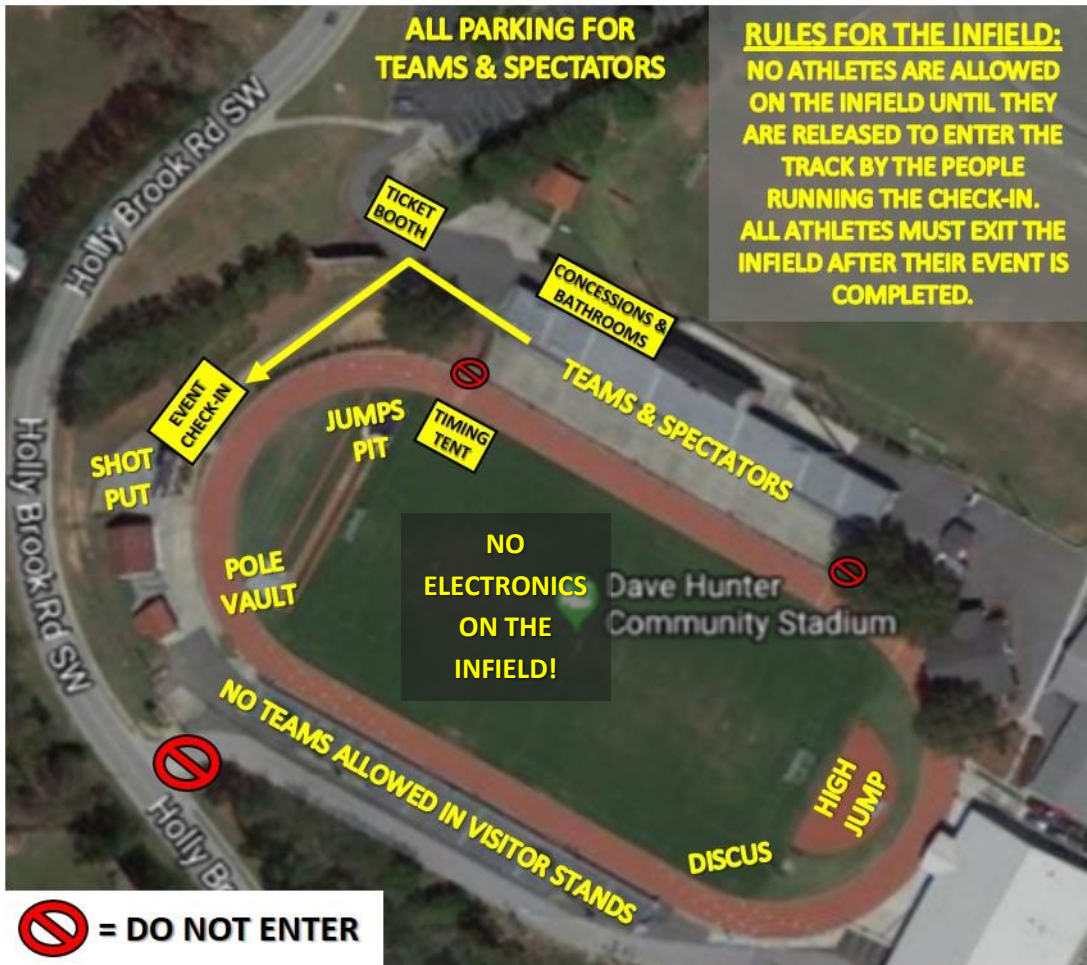 ALL PARKING FOR
TEAMS & SPECTATORS
RULES FOR THE INFIELD:
NO ATHLETES ARE ALLOWED
ON THE INFIELD UNTIL THEY
ARE RELEASED TO ENTER THE
TRACK BY THE PEOPLE
RUNNING THE CHECK-IN.
ALL ATHLETES MUST EXIT THE
INFIELD AFTER THEIR EVENT IS
COMPLETED.
Holly Brook Rd SW
TICKET
BOOTH
CONCESSIONS &
BATHROOMS
TEAMS & SPECTATORS
EVENT
CHECK-IN
JUMPS
PIT
TIMING
TENT
SHOT
PUT
Holly Brook Rd SW
POLE
VAULT
NO
ELECTRONICS
ON THE
INFIELD!
Dave Hunter
Community Stadium
NO TEAMS ALLOWED IN VISITOR STANDS
HIGH
JUMP
DISCUS
Holly Br
= DO NOT ENTER